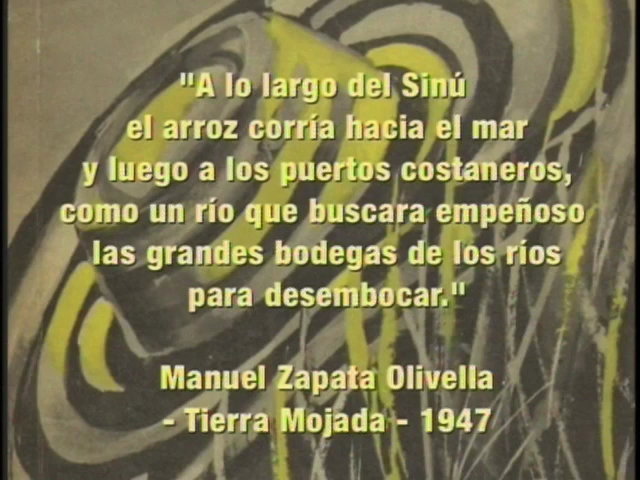 "A lo largo del Sinú
el arroz corría hacia el mar
y luego a los puertos costaneros,
como un río que buscara empeñoso
las grandes bodegas de los ríos
para desembocar."
Manuel Zapata Olivella
- Tierra Mojada - 1947